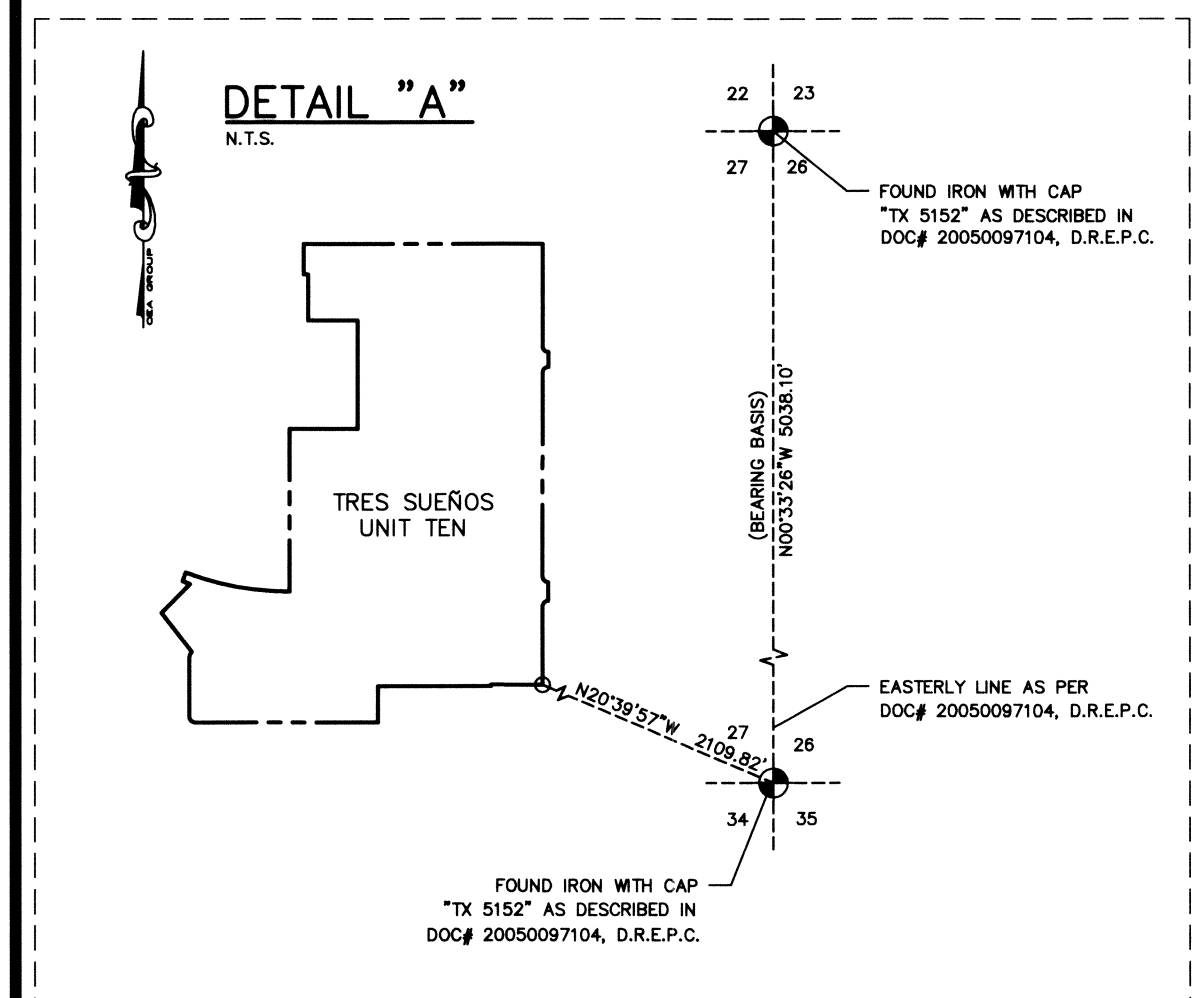 DETAIL "A"
N.T.S.
22 23
27 26
FOUND IRON WITH CAP
"TX 5152" AS DESCRIBED IN
DOC# 20050097104, D.R.E.P.C.
CEA GROUP
(BEARING BASIS)
N00°33'26"W 5038.10'
TRES SUEÑOS
UNIT TEN
EASTERLY LINE AS PER
DOC# 20050097104, D.R.E.P.C.
N20°39'57"W 2109.82'
27 26
34 35
FOUND IRON WITH CAP
"TX 5152" AS DESCRIBED IN
DOC# 20050097104, D.R.E.P.C.